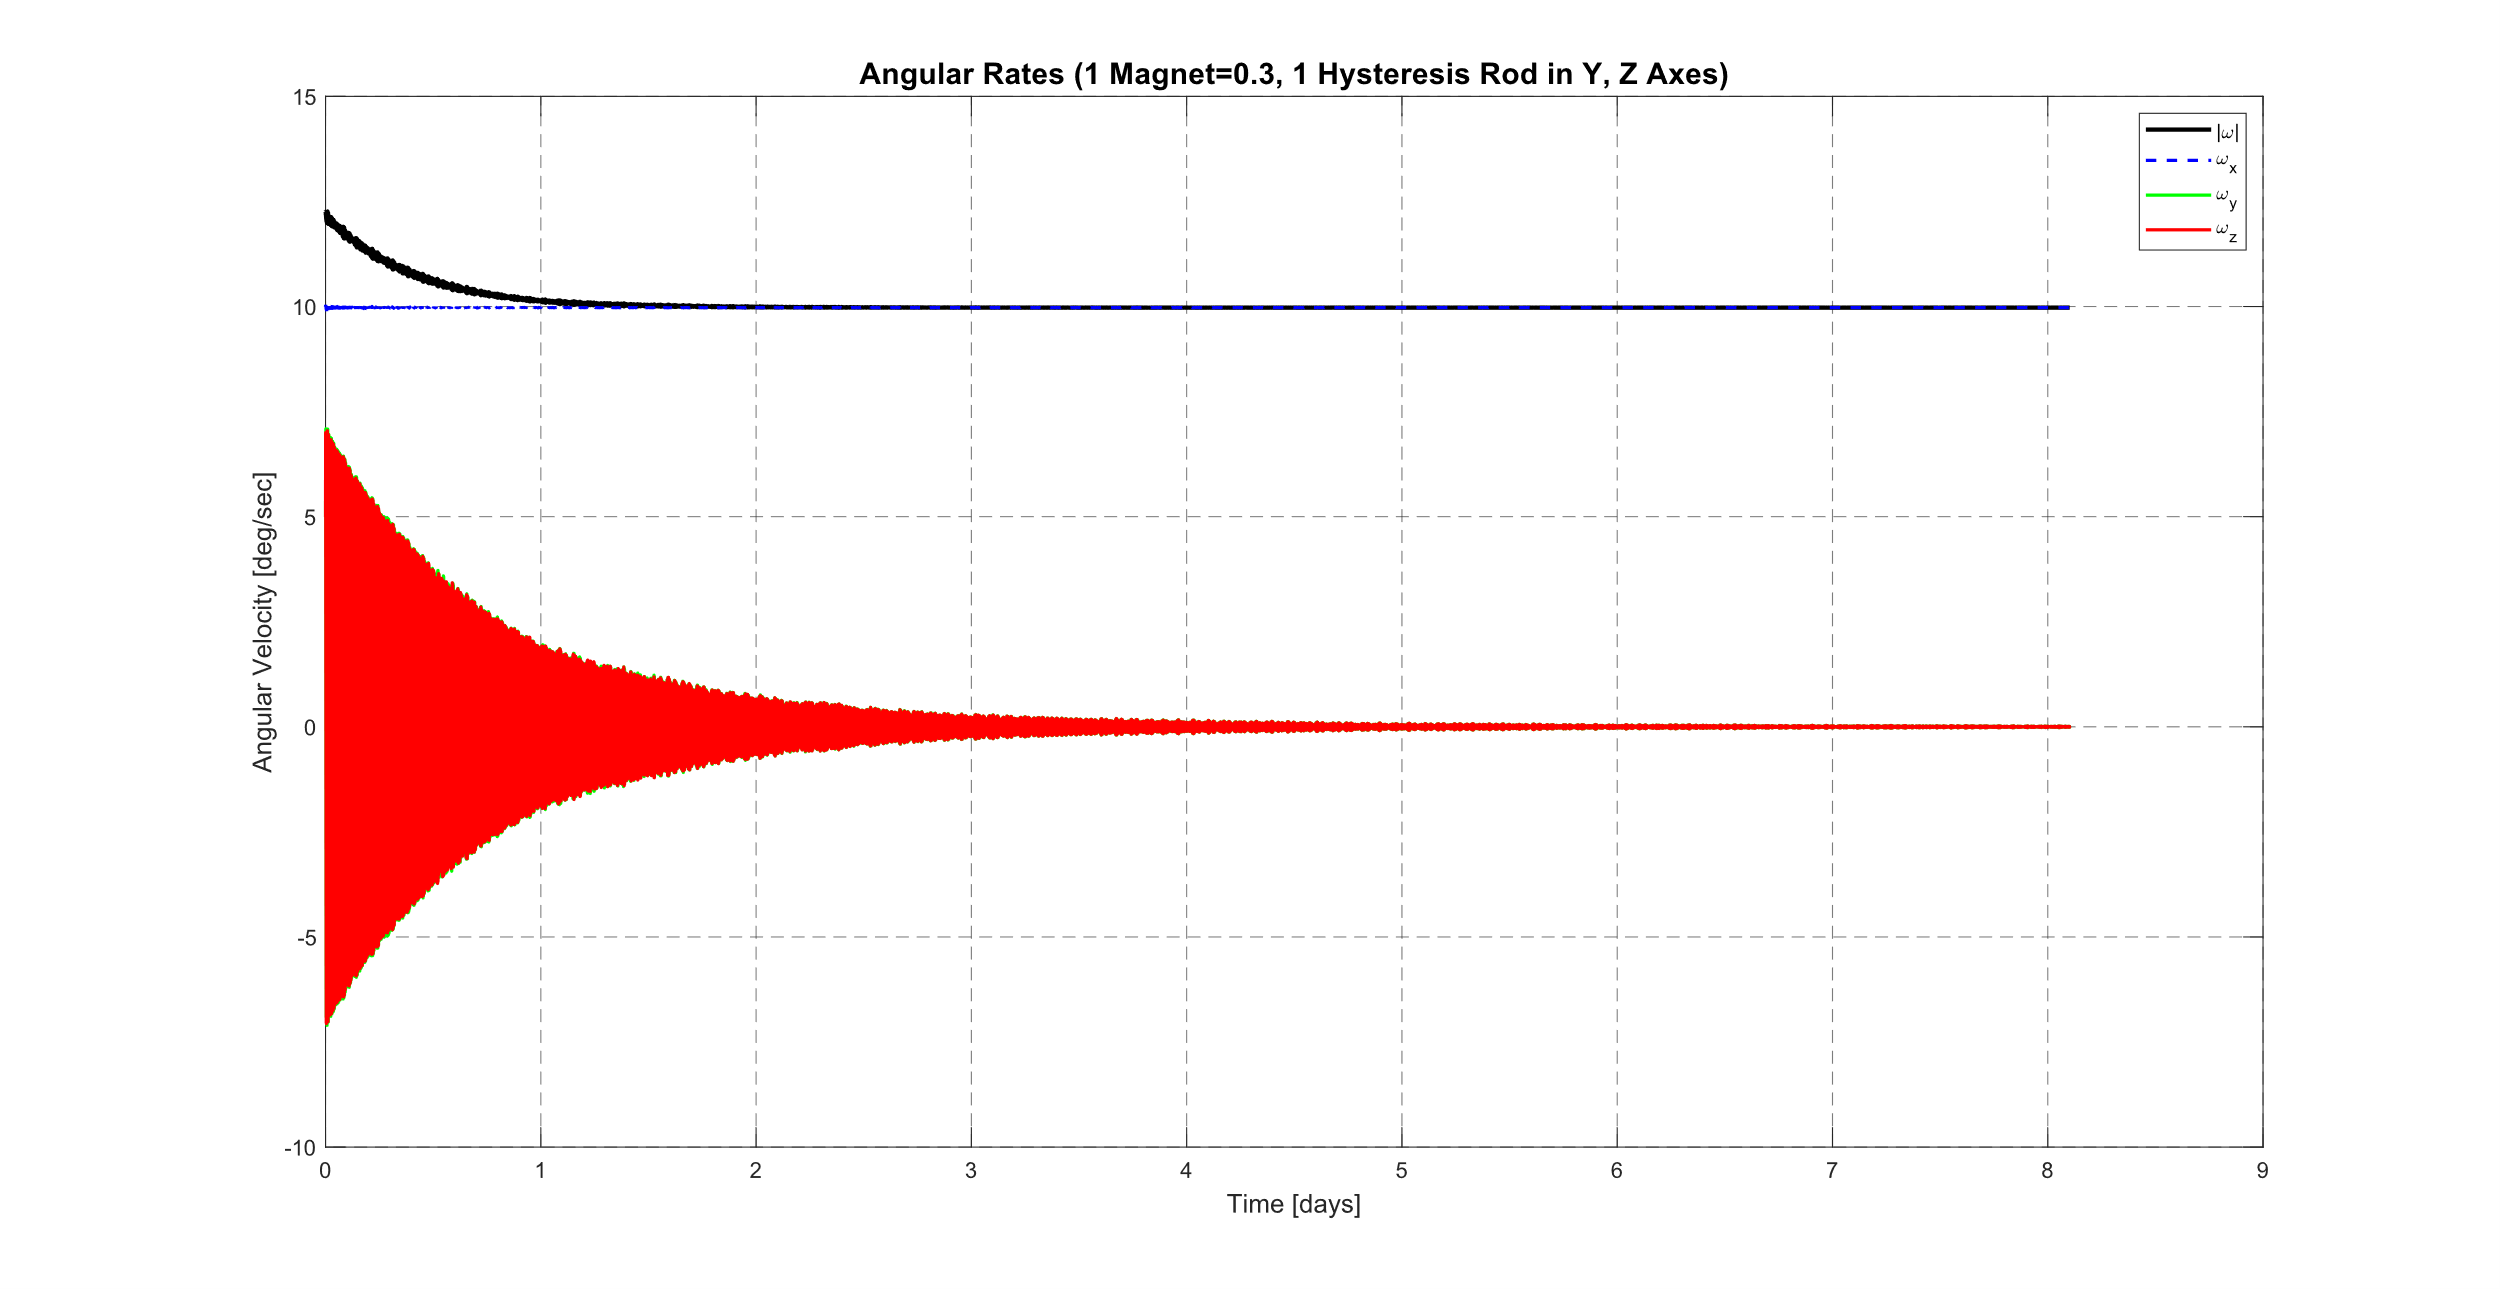 Angular Rates (1 Magnet=0.3, 1 Hysteresis Rod in Y, Z Axes)
15
10
5
0
-5
-10
Angular Velocity [deg/sec]
|ω|
ωx
ωy
ωz
0 1 2 3 4 5 6 7 8 9
Time [days]